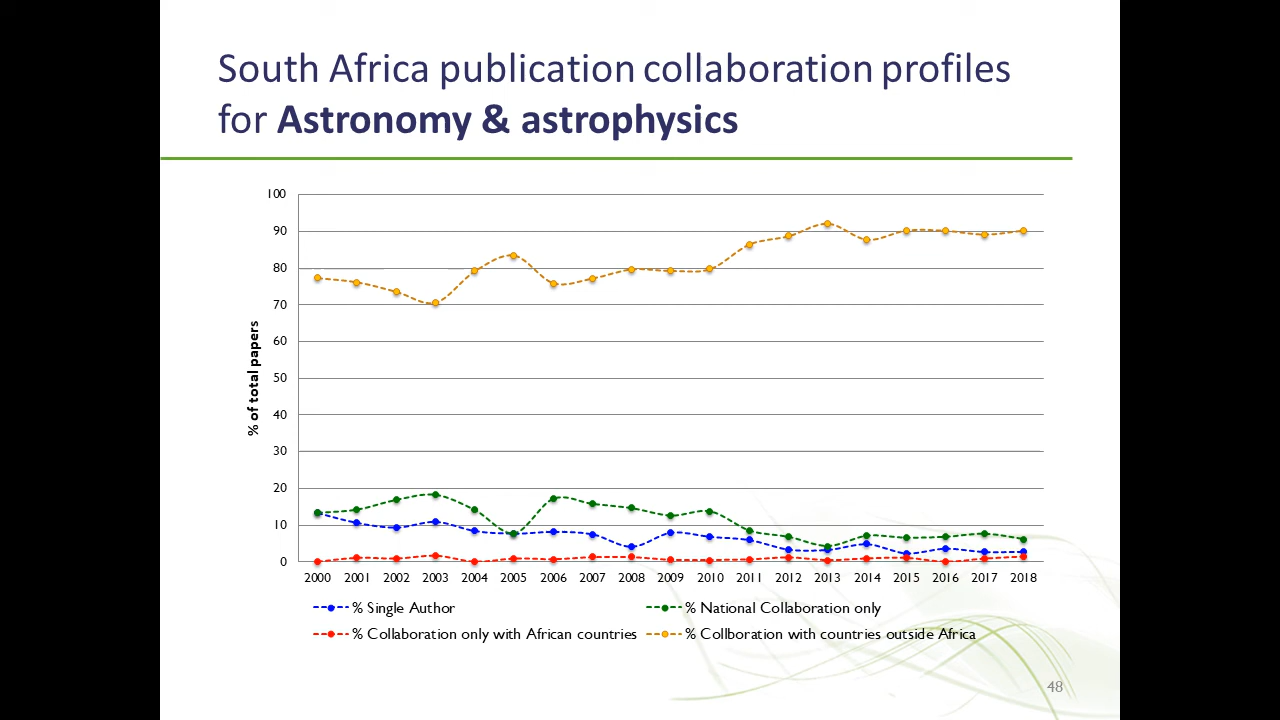 South Africa publication collaboration profiles
for Astronomy & astrophysics
% of total papers
100
90
80
70
60
50
40
30
20
10
0
2000 2001 2002 2003 2004 2005 2006 2007 2008 2009 2010 2011 2012 2013 2014 2015 2016 2017 2018
% Single Author
% National Collaboration only
% Collaboration only with African countries
% Collboration with countries outside Africa
48